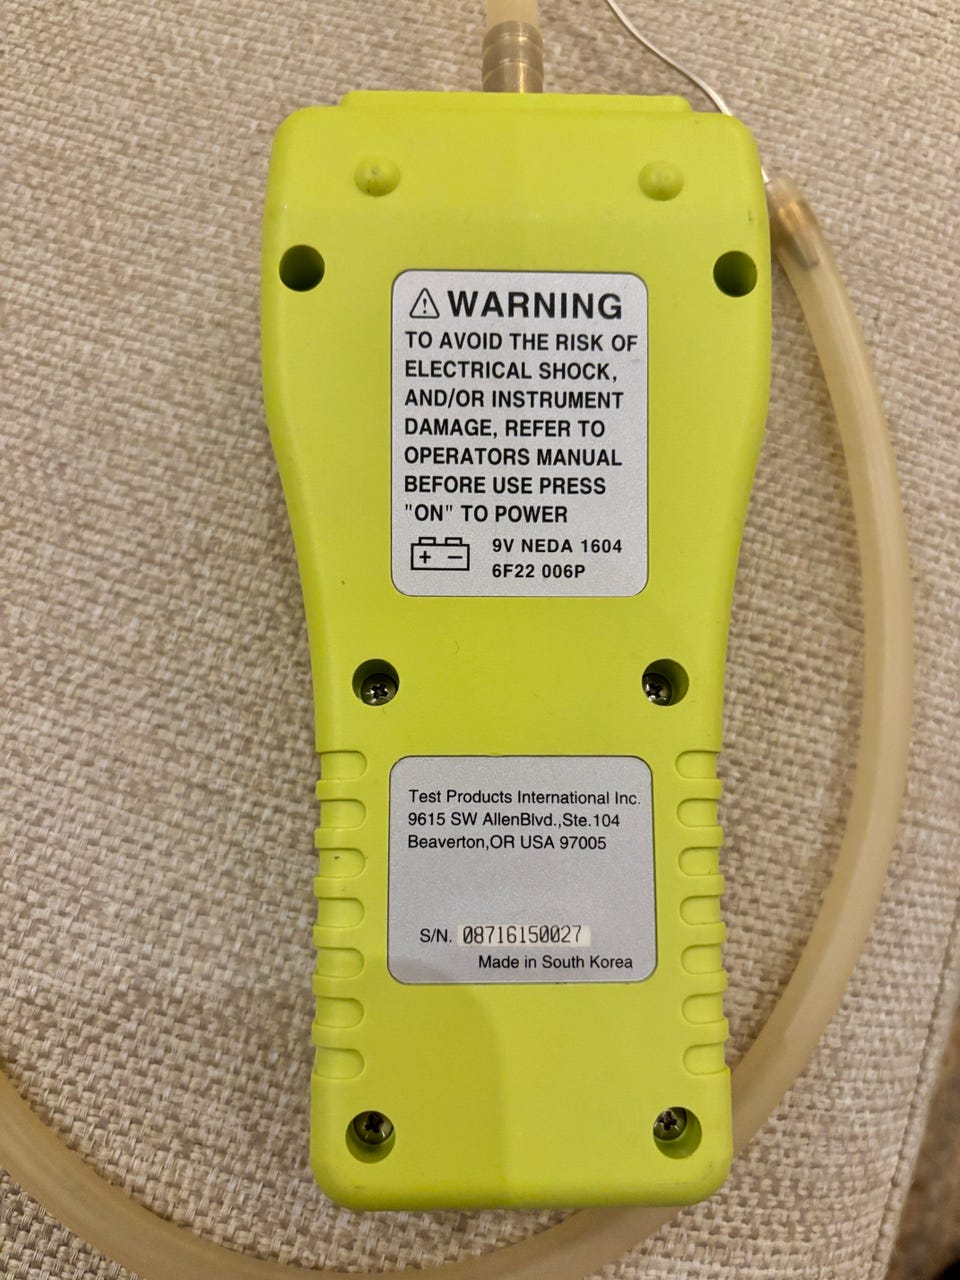 WARNING
TO AVOID THE RISK OF
ELECTRICAL SHOCK,
AND/OR INSTRUMENT
DAMAGE, REFER TO
OPERATORS MANUAL
BEFORE USE PRESS
"ON" TO POWER
9V NEDA 1604
6F22 006P
Test Products International Inc.
9615 SW AllenBlvd.,Ste.104
Beaverton,OR USA 97005
S/N. 08716150027
Made in South Korea